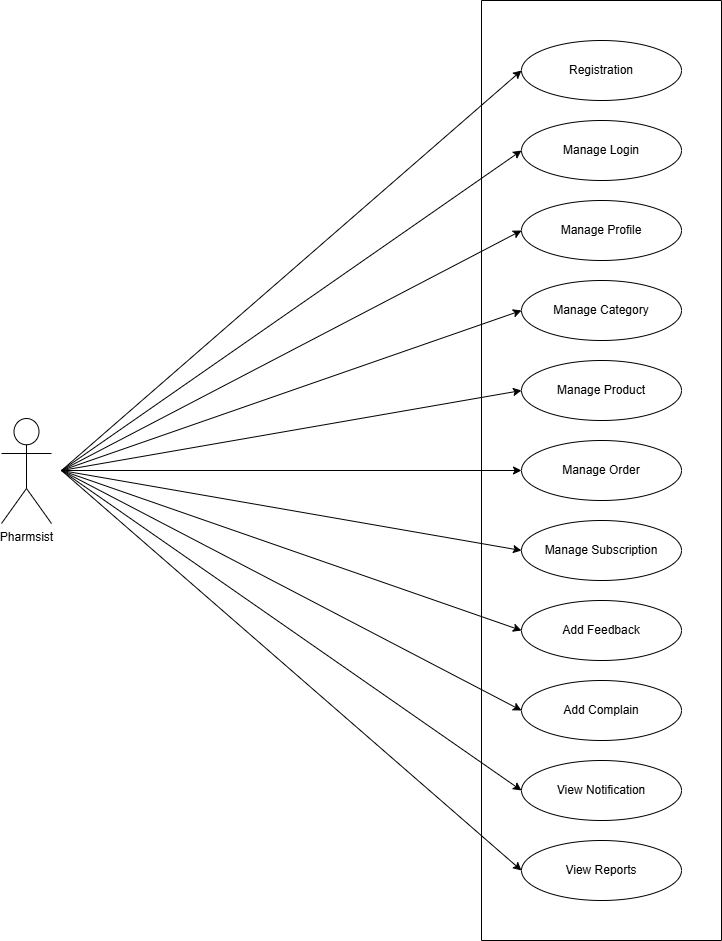 Registration
Manage Login
Manage Profile
Manage Category
Manage Product
Manage Order
Pharmsist
Manage Subscription
Add Feedback
Add Complain
View Notification
View Reports